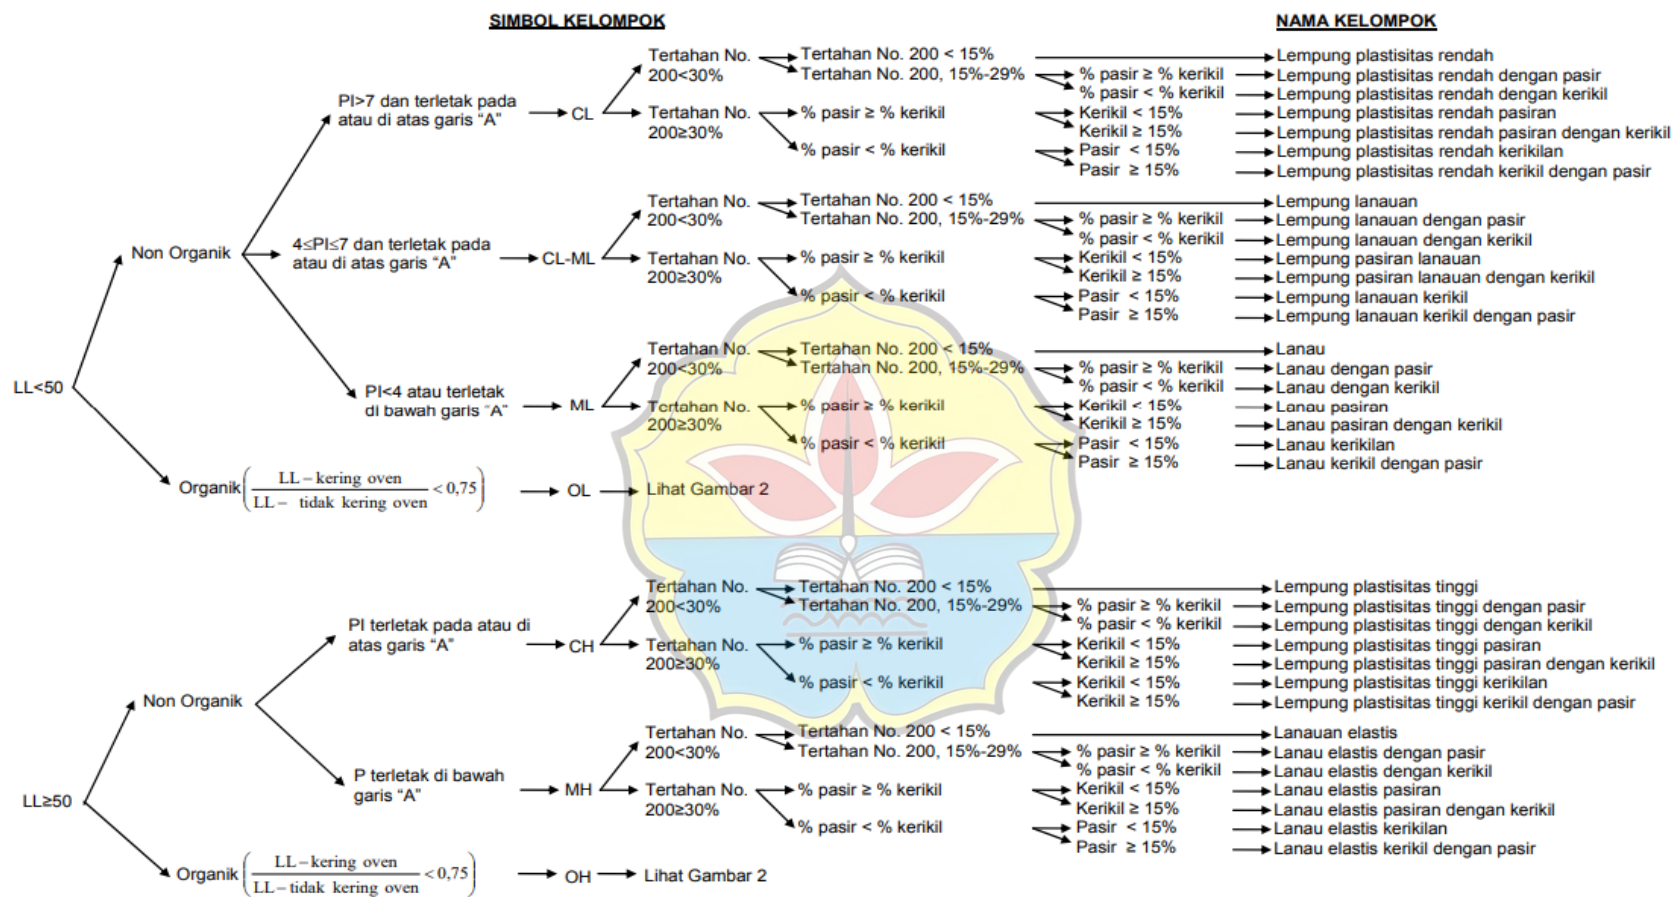 SIMBOL KELOMPOK
NAMA KELOMPOK
LL<50
Non Organik
PI>7 dan terletak pada
atau di atas garis “A”
CL
Tertahan No.
200<30%
Tertahan No. 200 < 15%
Lempung plastisitas rendah
Tertahan No. 200, 15%-29%
% pasir ≥ % kerikil
Lempung plastisitas rendah dengan pasir
% pasir < % kerikil
Lempung plastisitas rendah dengan kerikil
Tertahan No.
200≥30%
% pasir ≥ % kerikil
Kerikil < 15%
Lempung plastisitas rendah pasiran
Kerikil ≥ 15%
Lempung plastisitas rendah pasiran dengan kerikil
% pasir < % kerikil
Pasir < 15%
Lempung plastisitas rendah kerikilan
Pasir ≥ 15%
Lempung plastisitas rendah kerikil dengan pasir
4≤PI≤7 dan terletak pada
atau di atas garis “A”
CL-ML
Tertahan No.
200<30%
Tertahan No. 200 < 15%
Lempung lanauan
Tertahan No. 200, 15%-29%
% pasir ≥ % kerikil
Lempung lanauan dengan pasir
% pasir < % kerikil
Lempung lanauan dengan kerikil
Tertahan No.
200≥30%
% pasir ≥ % kerikil
Kerikil < 15%
Lempung pasiran lanauan
Kerikil ≥ 15%
Lempung pasiran lanauan dengan kerikil
% pasir < % kerikil
Pasir < 15%
Lempung lanauan kerikil
Pasir ≥ 15%
Lempung lanauan kerikil dengan pasir
PI<4 atau terletak
di bawah garis “A”
ML
Tertahan No.
200<30%
Tertahan No. 200 < 15%
Lanau
Tertahan No. 200, 15%-29%
% pasir ≥ % kerikil
Lanau dengan pasir
% pasir < % kerikil
Lanau dengan kerikil
Tertahan No.
200≥30%
% pasir ≥ % kerikil
Kerikil < 15%
Lanau pasiran
Kerikil ≥ 15%
Lanau pasiran dengan kerikil
% pasir < % kerikil
Pasir < 15%
Lanau kerikilan
Pasir ≥ 15%
Lanau kerikil dengan pasir
Organik (LL – kering oven / LL – tidak kering oven < 0,75)
OL
Lihat Gambar 2
LL≥50
Non Organik
PI terletak pada atau di
atas garis “A”
CH
Tertahan No.
200<30%
Tertahan No. 200 < 15%
Lempung plastisitas tinggi
Tertahan No. 200, 15%-29%
% pasir ≥ % kerikil
Lempung plastisitas tinggi dengan pasir
% pasir < % kerikil
Lempung plastisitas tinggi dengan kerikil
Tertahan No.
200≥30%
% pasir ≥ % kerikil
Kerikil < 15%
Lempung plastisitas tinggi pasiran
Kerikil ≥ 15%
Lempung plastisitas tinggi pasiran dengan kerikil
% pasir < % kerikil
Kerikil < 15%
Lempung plastisitas tinggi kerikilan
Kerikil ≥ 15%
Lempung plastisitas tinggi kerikil dengan pasir
P terletak di bawah
garis “A”
MH
Tertahan No.
200<30%
Tertahan No. 200 < 15%
Lanauan elastis
Tertahan No. 200, 15%-29%
% pasir ≥ % kerikil
Lanau elastis dengan pasir
% pasir < % kerikil
Lanau elastis dengan kerikil
Tertahan No.
200≥30%
% pasir ≥ % kerikil
Kerikil < 15%
Lanau elastis pasiran
Kerikil ≥ 15%
Lanau elastis pasiran dengan kerikil
% pasir < % kerikil
Pasir < 15%
Lanau elastis kerikilan
Pasir ≥ 15%
Lanau elastis kerikil dengan pasir
Organik (LL – kering oven / LL – tidak kering oven < 0,75)
OH
Lihat Gambar 2